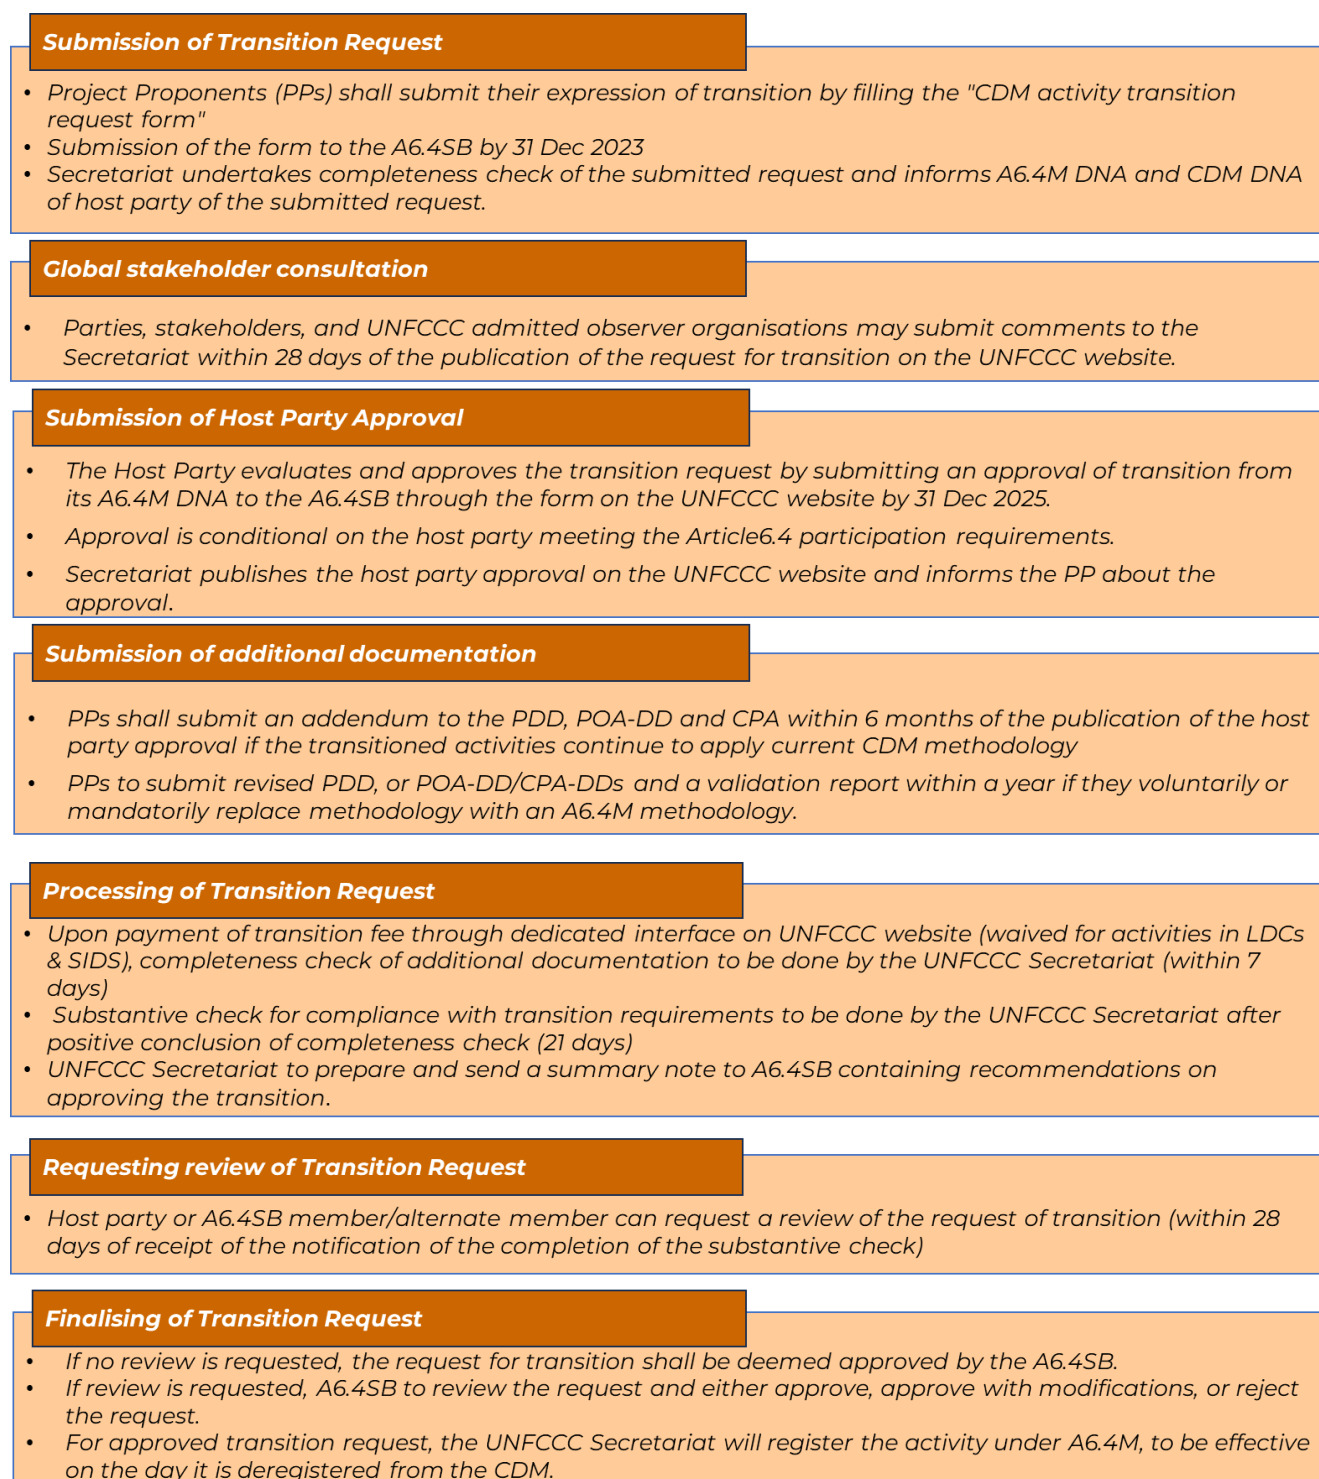 Submission of Transition Request
• Project Proponents (PPs) shall submit their expression of transition by filling the "CDM activity transition
request form"
• Submission of the form to the A6.4SB by 31 Dec 2023
• Secretariat undertakes completeness check of the submitted request and informs A6.4M DNA and CDM DNA
of host party of the submitted request.
Global stakeholder consultation
• Parties, stakeholders, and UNFCCC admitted observer organisations may submit comments to the
Secretariat within 28 days of the publication of the request for transition on the UNFCCC website.
Submission of Host Party Approval
• The Host Party evaluates and approves the transition request by submitting an approval of transition from
its A6.4M DNA to the A6.4SB through the form on the UNFCCC website by 31 Dec 2025.
• Approval is conditional on the host party meeting the Article6.4 participation requirements.
• Secretariat publishes the host party approval on the UNFCCC website and informs the PP about the
approval.
Submission of additional documentation
• PPs shall submit an addendum to the PDD, POA-DD and CPA within 6 months of the publication of the host
party approval if the transitioned activities continue to apply current CDM methodology
• PPs to submit revised PDD, or POA-DD/CPA-DDs and a validation report within a year if they voluntarily or
mandatorily replace methodology with an A6.4M methodology.
Processing of Transition Request
• Upon payment of transition fee through dedicated interface on UNFCCC website (waived for activities in LDCs
& SIDS), completeness check of additional documentation to be done by the UNFCCC Secretariat (within 7
days)
• Substantive check for compliance with transition requirements to be done by the UNFCCC Secretariat after
positive conclusion of completeness check (21 days)
• UNFCCC Secretariat to prepare and send a summary note to A6.4SB containing recommendations on
approving the transition.
Requesting review of Transition Request
• Host party or A6.4SB member/alternate member can request a review of the request of transition (within 28
days of receipt of the notification of the completion of the substantive check)
Finalising of Transition Request
• If no review is requested, the request for transition shall be deemed approved by the A6.4SB.
• If review is requested, A6.4SB to review the request and either approve, approve with modifications, or reject
the request.
• For approved transition request, the UNFCCC Secretariat will register the activity under A6.4M, to be effective
on the day it is deregistered from the CDM.